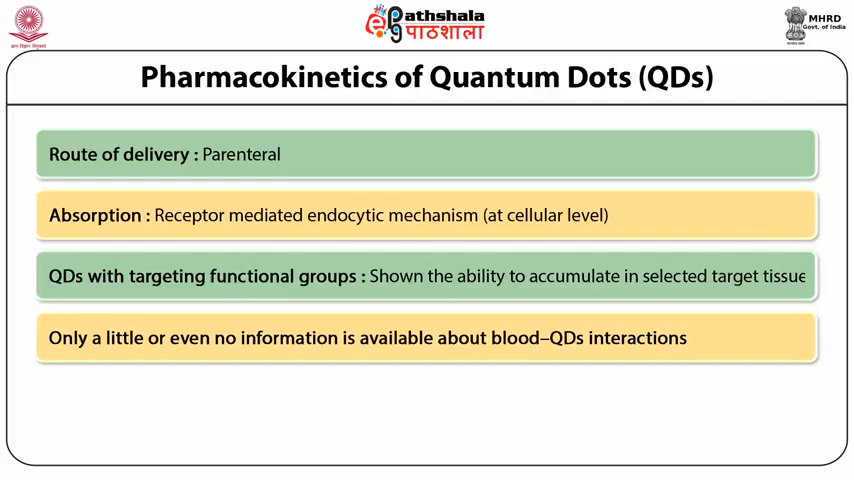 ePG Pathshala
पाठशाला
MHRD
Govt. of India
Pharmacokinetics of Quantum Dots (QDs)
Route of delivery : Parenteral
Absorption : Receptor mediated endocytic mechanism (at cellular level)
QDs with targeting functional groups : Shown the ability to accumulate in selected target tissue
Only a little or even no information is available about blood–QDs interactions